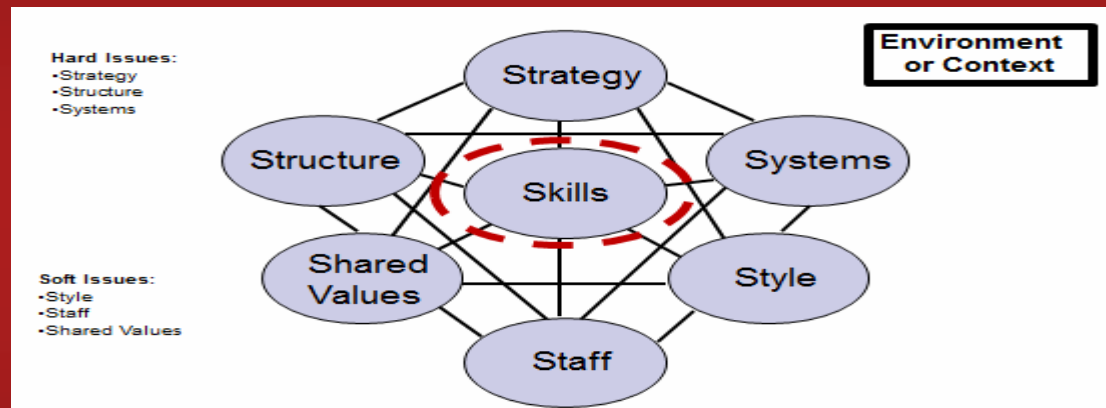 Hard Issues:
•Strategy
•Structure
•Systems
Environment
or Context
Strategy
Structure
Systems
Skills
Shared
Values
Style
Staff
Soft Issues:
•Style
•Staff
•Shared Values